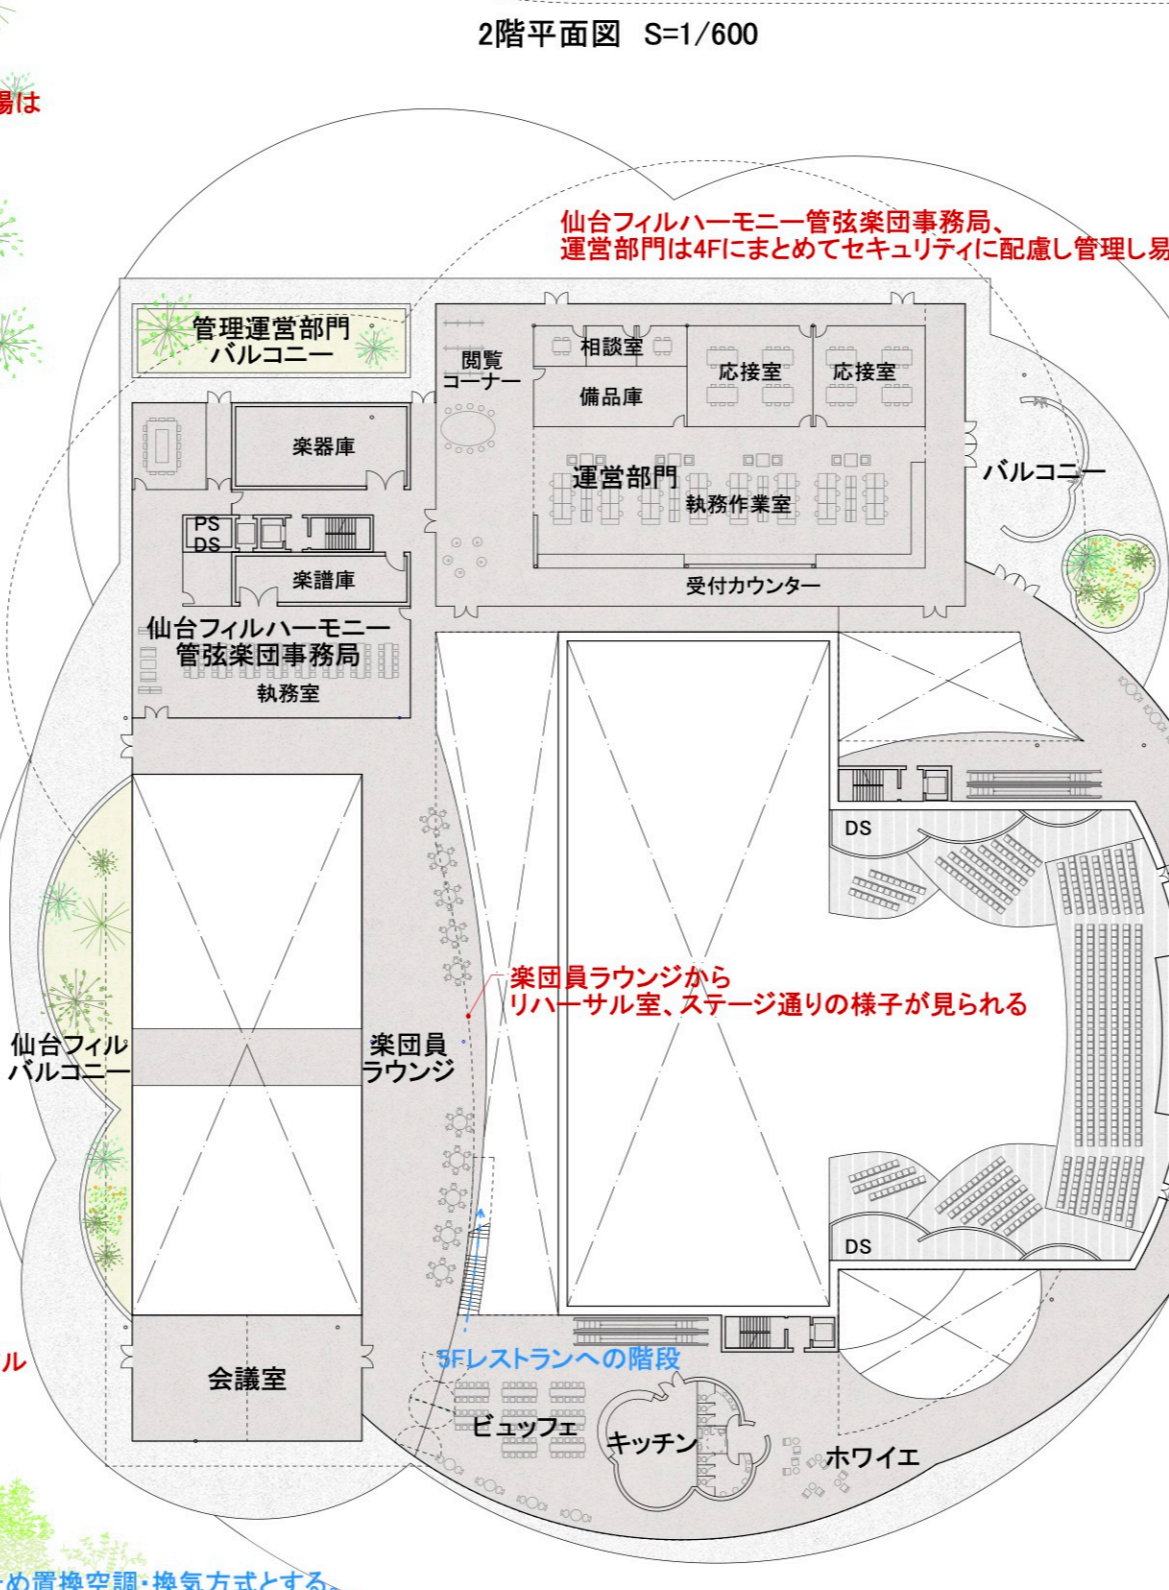 2階平面図 S=1/600
場は
仙台フィルハーモニー管弦楽団事務局、
運営部門は4Fにまとめてセキュリティに配慮し管理し易
管理運営部門
バルコニー
閲覧
コーナー
相談室
備品庫
応接室
応接室
楽器庫
運営部門
執務作業室
バルコニー
PS
DS
楽譜庫
受付カウンター
仙台フィルハーモニー
管弦楽団事務局
執務室
DS
楽団員ラウンジから
リハーサル室、ステージ通りの様子が見られる
仙台フィル
バルコニー
楽団員
ラウンジ
DS
ル
5Fレストランへの階段
会議室
ビュッフェ
キッチン
ホワイエ
め置換空調・換気方式とする